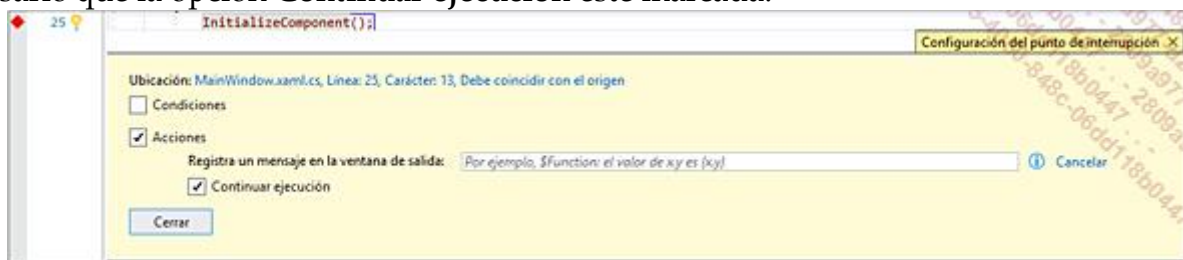 que la opción Continuar ejecución esté marcada.
25 InitializeComponent();
Configuración del punto de interrupción
Ubicación: MainWindow.xaml.cs, Línea: 25, Carácter: 13, Debe coincidir con el origen
Condiciones
Acciones
Registra un mensaje en la ventana de salida: Por ejemplo, $Function: el valor de x.y es {x.y} Cancelar
Continuar ejecución
Cerrar